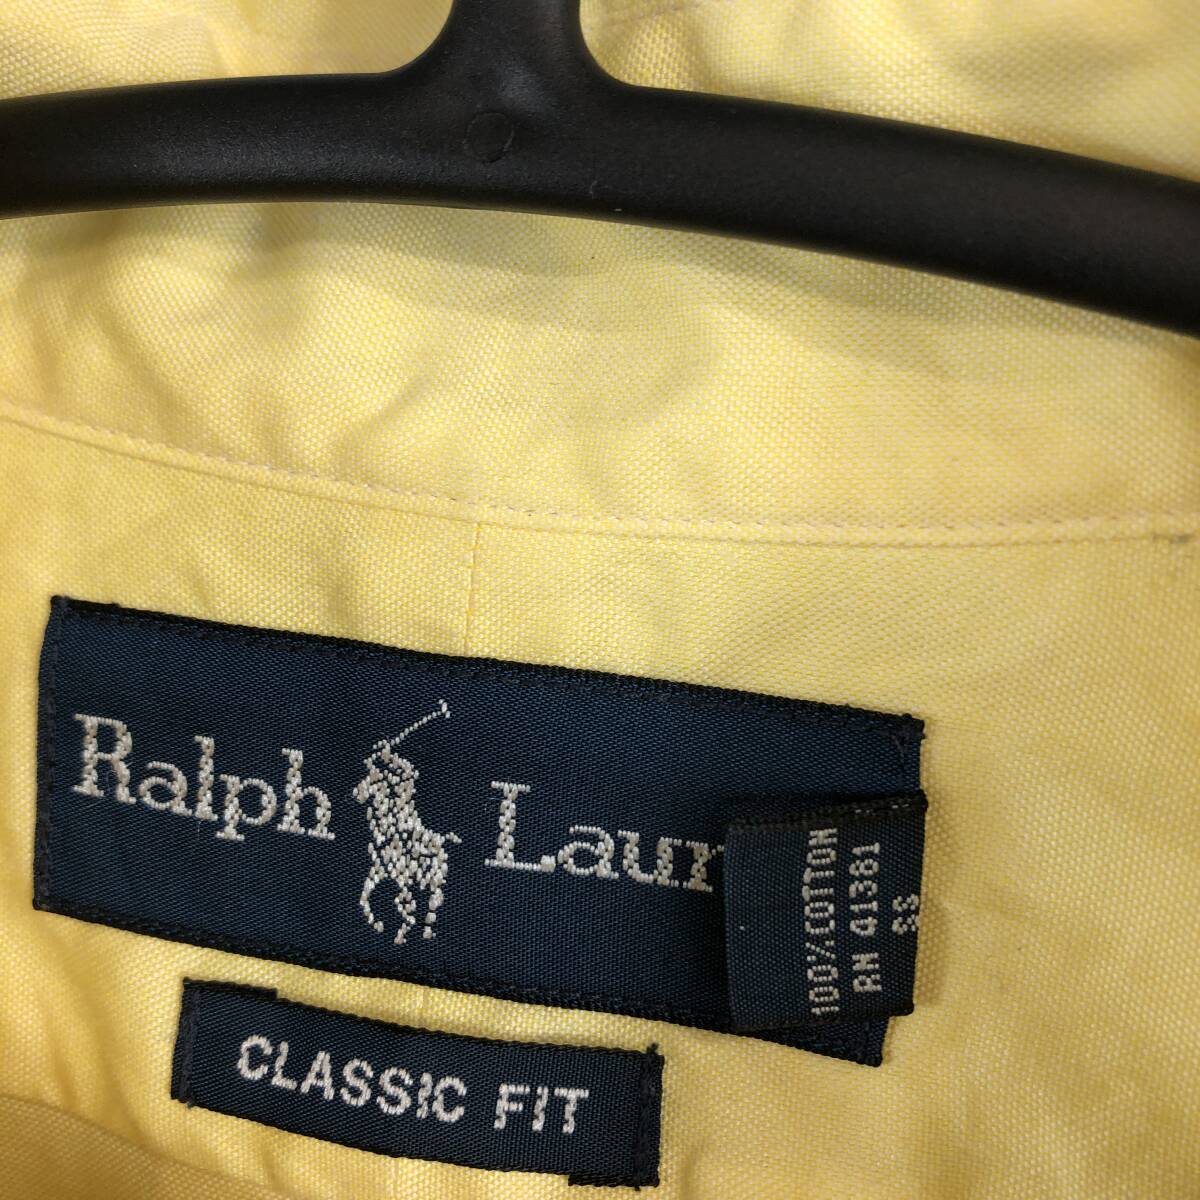 Ralph Laur
100% COTTON
RN 41381
SS
CLASSIC FIT